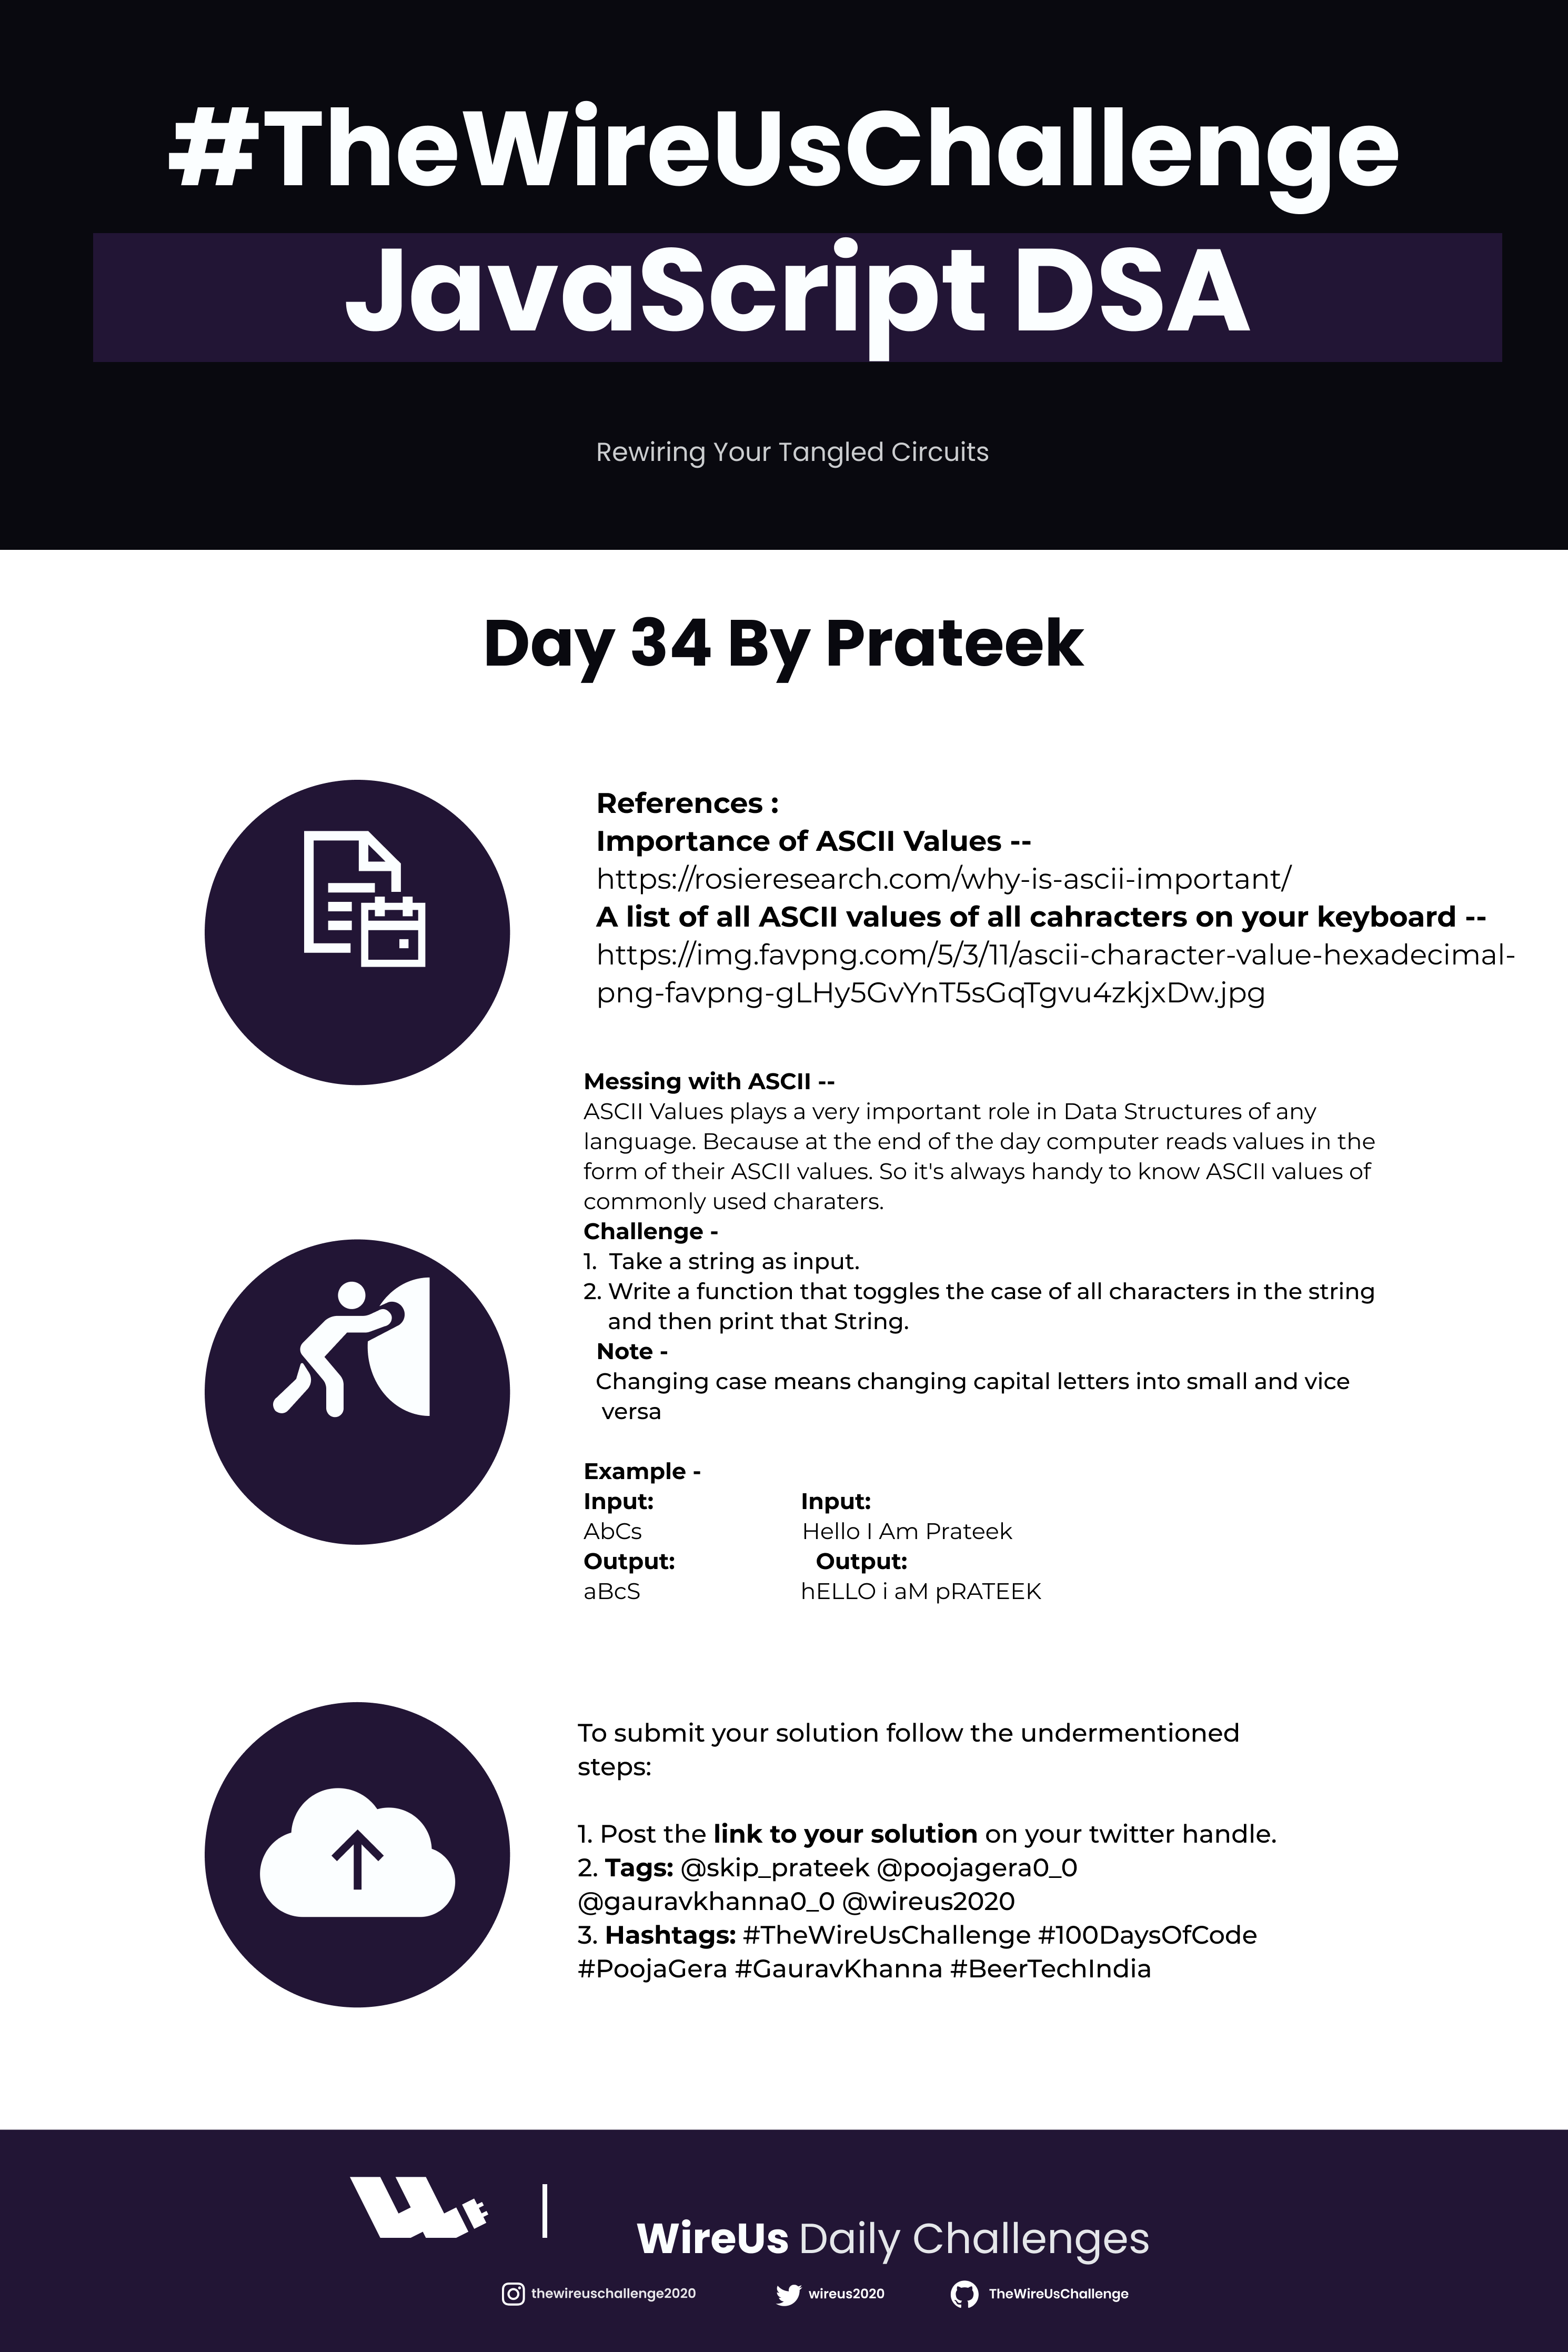 #TheWireUsChallenge
JavaScript DSA
Rewiring Your Tangled Circuits
Day 34 By Prateek
References :
Importance of ASCII Values --
https://rosieresearch.com/why-is-ascii-important/
A list of all ASCII values of all cahracters on your keyboard --
https://img.favpng.com/5/3/11/ascii-character-value-hexadecimal-
png-favpng-gLHy5GvYnT5sGqTgvu4zkjxDw.jpg
Messing with ASCII --
ASCII Values plays a very important role in Data Structures of any
language. Because at the end of the day computer reads values in the
form of their ASCII values. So it's always handy to know ASCII values of
commonly used charaters.
Challenge -
1. Take a string as input.
2. Write a function that toggles the case of all characters in the string
and then print that String.
Note -
Changing case means changing capital letters into small and vice
versa
Example -
Input: Input:
AbCs Hello I Am Prateek
Output: Output:
aBcS hELLO i aM pRATEEK
To submit your solution follow the undermentioned
steps:
1. Post the link to your solution on your twitter handle.
2. Tags: @skip_prateek @poojagera0_0
@gauravkhanna0_0 @wireus2020
3. Hashtags: #TheWireUsChallenge #100DaysOfCode
#PoojaGera #GauravKhanna #BeerTechIndia
WireUs Daily Challenges
thewireuschallenge2020 wireus2020 TheWireUsChallenge